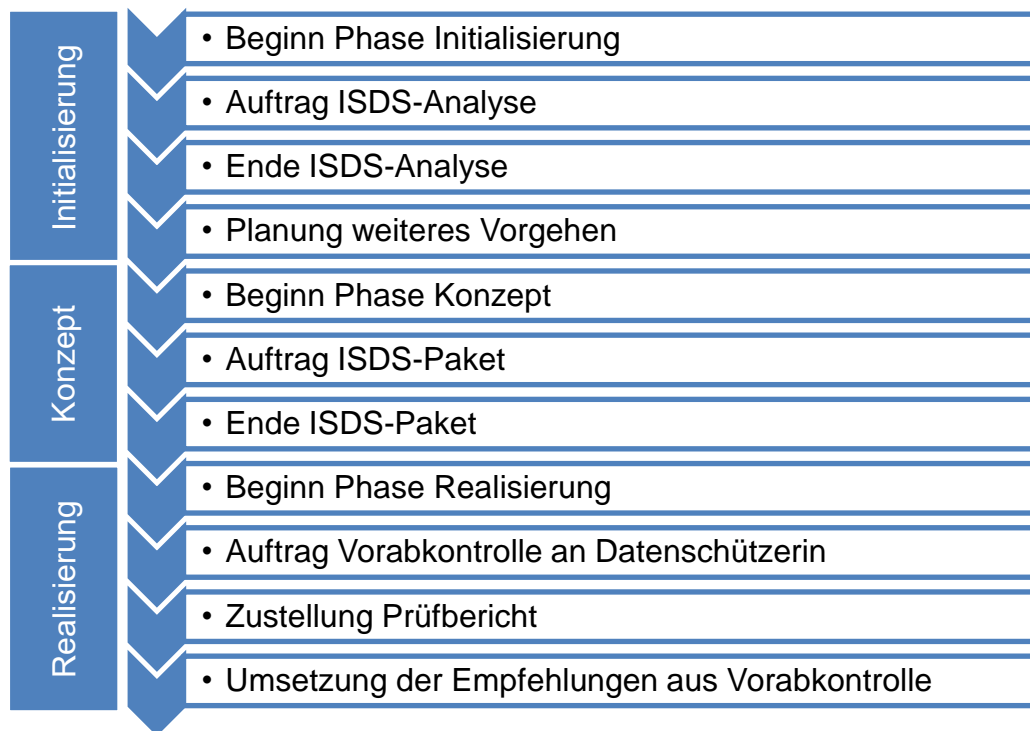 Initialisierung
• Beginn Phase Initialisierung
• Auftrag ISDS-Analyse
• Ende ISDS-Analyse
• Planung weiteres Vorgehen
Konzept
• Beginn Phase Konzept
• Auftrag ISDS-Paket
• Ende ISDS-Paket
Realisierung
• Beginn Phase Realisierung
• Auftrag Vorabkontrolle an Datenschützerin
• Zustellung Prüfbericht
• Umsetzung der Empfehlungen aus Vorabkontrolle